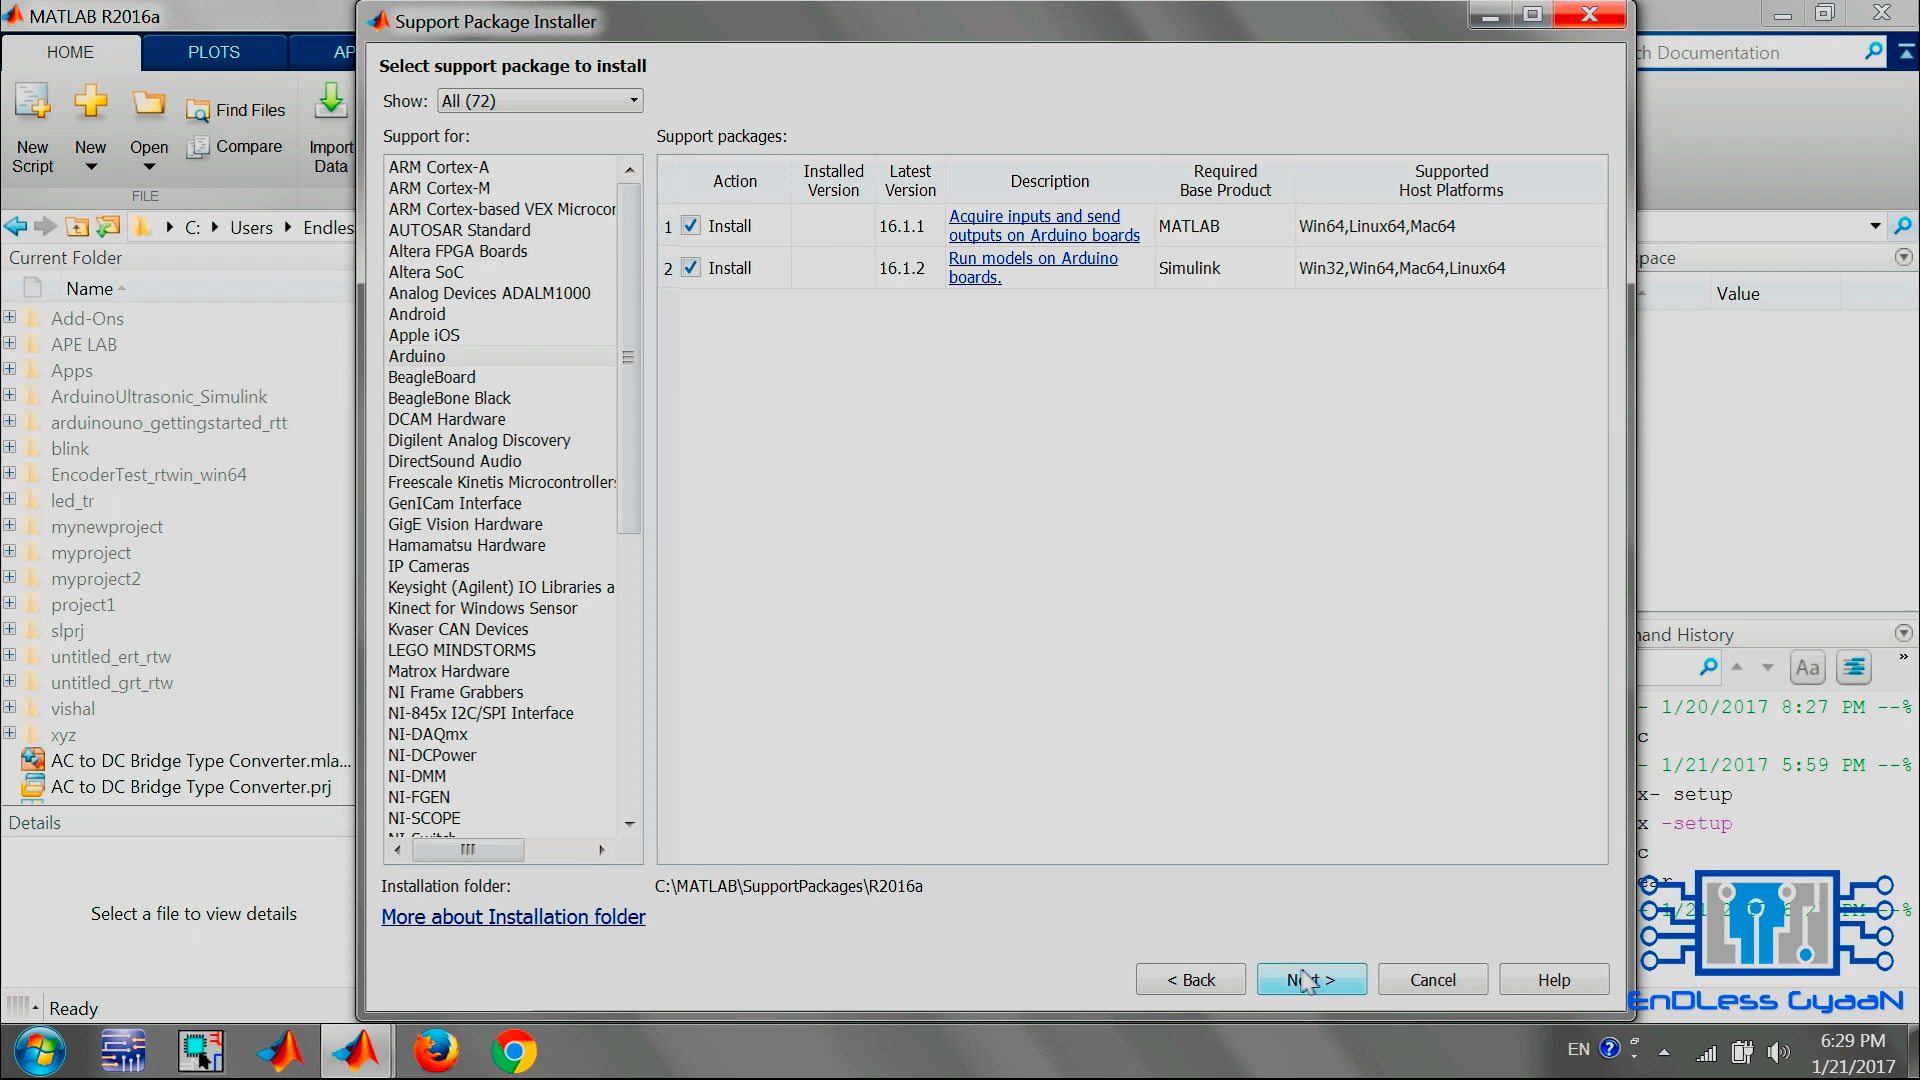 MATLAB R2016a
HOME
PLOTS
AP
New Script
New
Open
Find Files
Compare
Import Data
FILE
C:
Users
Endles
Current Folder
Name
Add-Ons
APE LAB
Apps
ArduinoUltrasonic_Simulink
arduinouno_gettingstarted_rtt
blink
EncoderTest_rtwin_win64
led_tr
mynewproject
myproject
myproject2
project1
slprj
untitled_ert_rtw
untitled_grt_rtw
vishal
xyz
AC to DC Bridge Type Converter.mla...
AC to DC Bridge Type Converter.prj
Details
Select a file to view details
Ready
Support Package Installer
Select support package to install
Show: All (72)
Support for:
ARM Cortex-A
ARM Cortex-M
ARM Cortex-based VEX Microcor
AUTOSAR Standard
Altera FPGA Boards
Altera SoC
Analog Devices ADALM1000
Android
Apple iOS
Arduino
BeagleBoard
BeagleBone Black
DCAM Hardware
Digilent Analog Discovery
DirectSound Audio
Freescale Kinetis Microcontrollers
GenICam Interface
GigE Vision Hardware
Hamamatsu Hardware
IP Cameras
Keysight (Agilent) IO Libraries a
Kinect for Windows Sensor
Kvaser CAN Devices
LEGO MINDSTORMS
Matrox Hardware
NI Frame Grabbers
NI-845x I2C/SPI Interface
NI-DAQmx
NI-DCPower
NI-DMM
NI-FGEN
NI-SCOPE
NI-Switch
Support packages:
Action
Installed Version
Latest Version
Description
Required Base Product
Supported Host Platforms
1 Install 16.1.1 Acquire inputs and send outputs on Arduino boards MATLAB Win64,Linux64,Mac64
2 Install 16.1.2 Run models on Arduino boards. Simulink Win32,Win64,Mac64,Linux64
Installation folder: C:\MATLAB\SupportPackages\R2016a
More about Installation folder
< Back
Next >
Cancel
Help
ch Documentation
pace
Value
and History
Aa
»
- 1/20/2017 8:27 PM --%
c
- 1/21/2017 5:59 PM --%
x- setup
x -setup
c
EnDLess GyaaN
EN
6:29 PM
1/21/2017